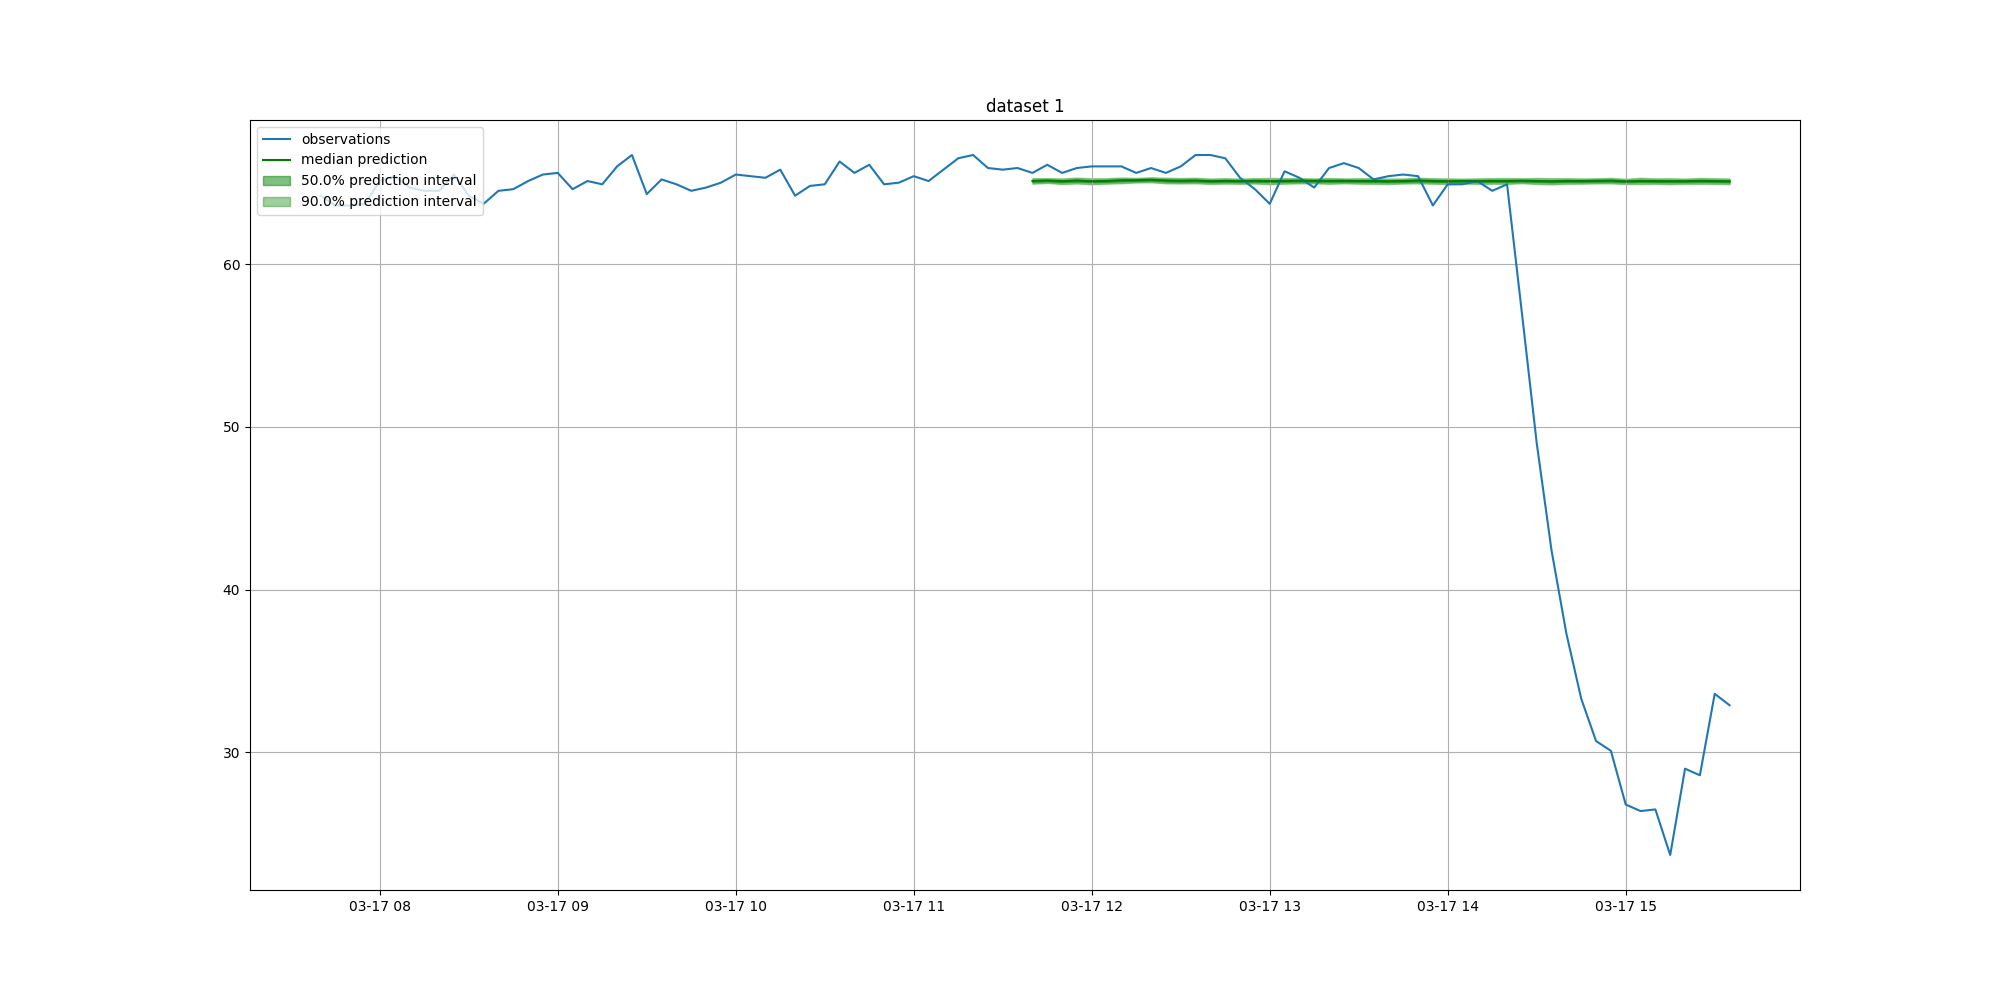 dataset 1
observations
median prediction
50.0% prediction interval
90.0% prediction interval
60
50
40
30
03-17 08 03-17 09 03-17 10 03-17 11 03-17 12 03-17 13 03-17 14 03-17 15